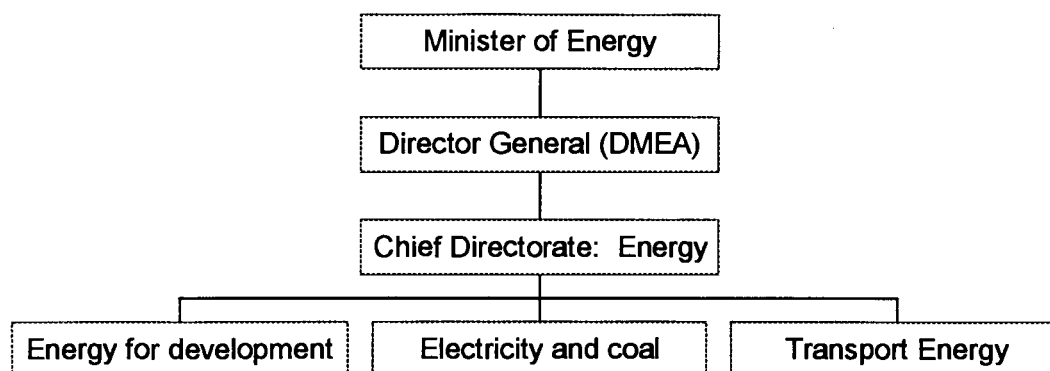 Minister of Energy
Director General (DMEA)
Chief Directorate: Energy
Energy for development
Electricity and coal
Transport Energy